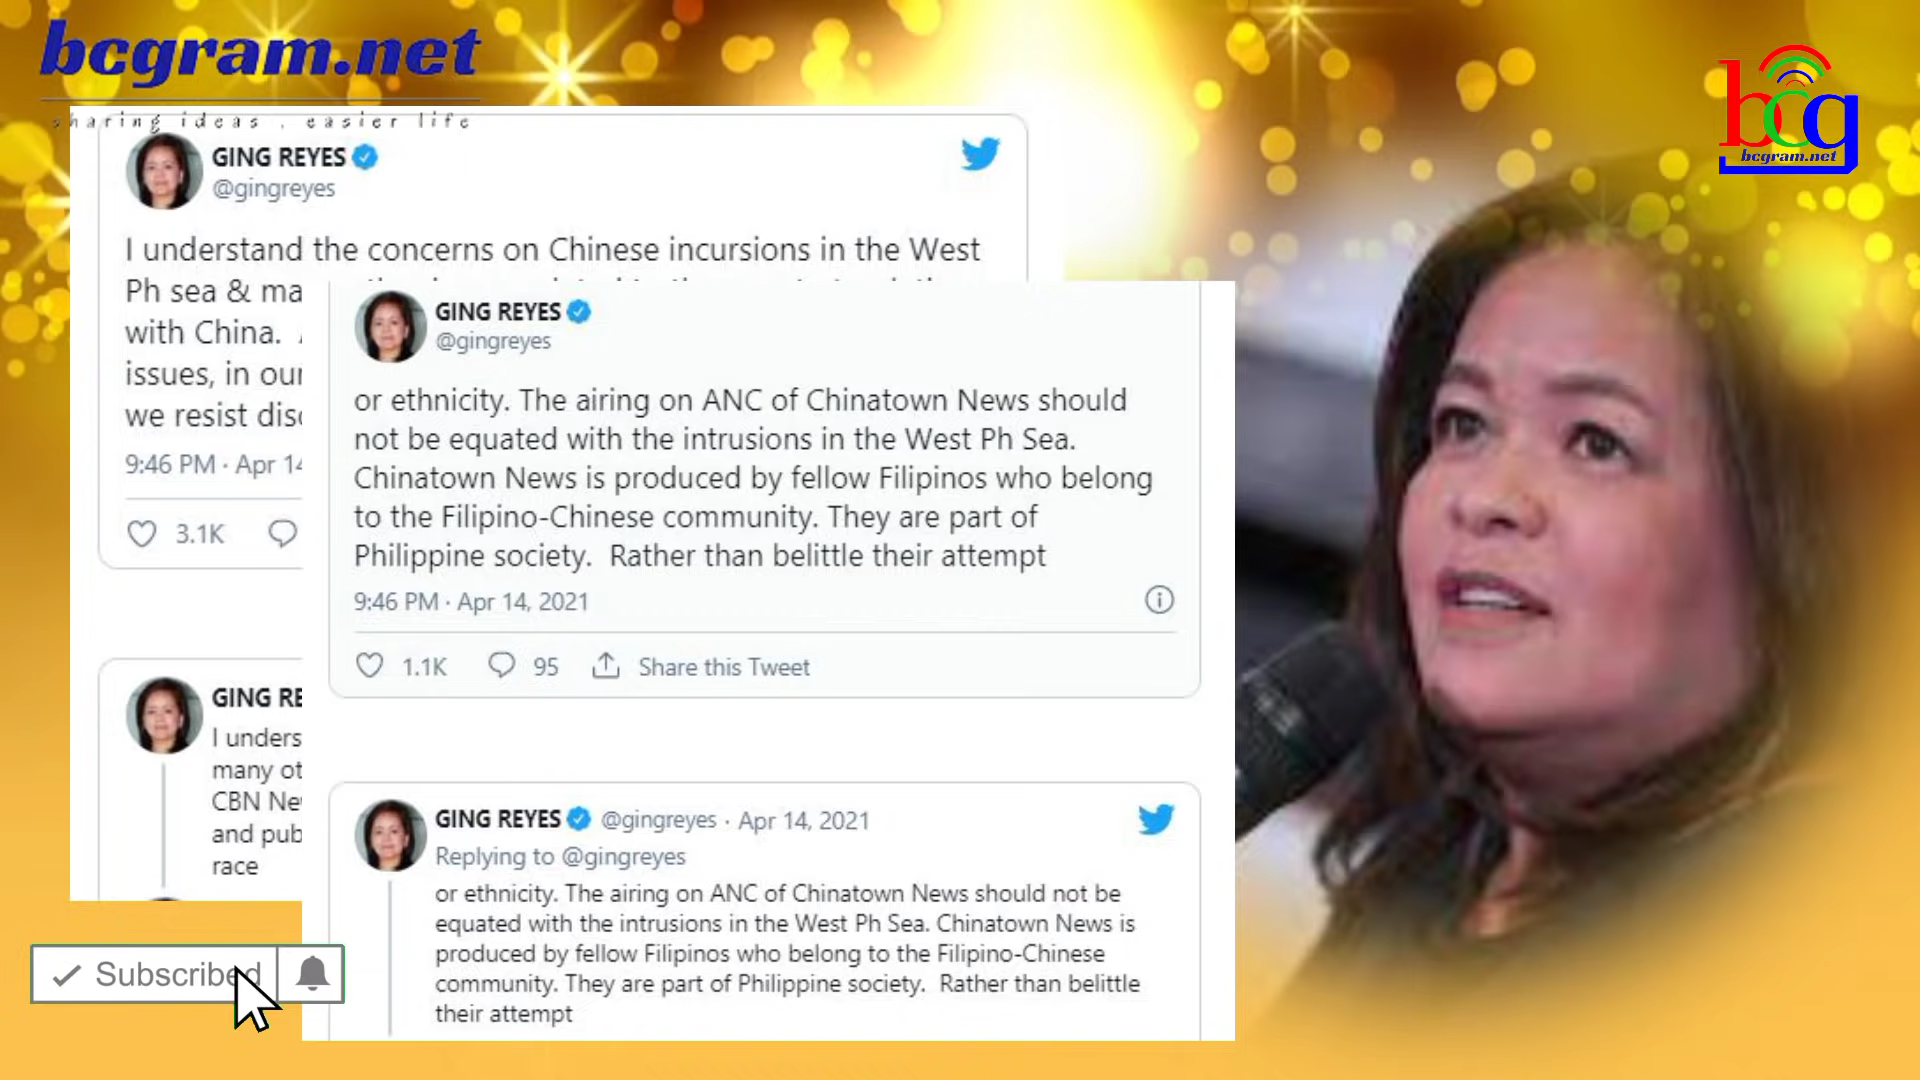 bcgram.net
sharing ideas . easier life
bcg
bcgram.net
GING REYES
@gingreyes
I understand the concerns on Chinese incursions in the West
Ph sea & ma
with China.
issues, in our
we resist disc
9:46 PM · Apr 14
3.1K
GING REYES
@gingreyes
or ethnicity. The airing on ANC of Chinatown News should
not be equated with the intrusions in the West Ph Sea.
Chinatown News is produced by fellow Filipinos who belong
to the Filipino-Chinese community. They are part of
Philippine society. Rather than belittle their attempt
9:46 PM · Apr 14, 2021
1.1K 95 Share this Tweet
GING RE
I unders
many ot
CBN Ne
and pub
race
GING REYES @gingreyes · Apr 14, 2021
Replying to @gingreyes
or ethnicity. The airing on ANC of Chinatown News should not be
equated with the intrusions in the West Ph Sea. Chinatown News is
produced by fellow Filipinos who belong to the Filipino-Chinese
community. They are part of Philippine society. Rather than belittle
their attempt
Subscribed